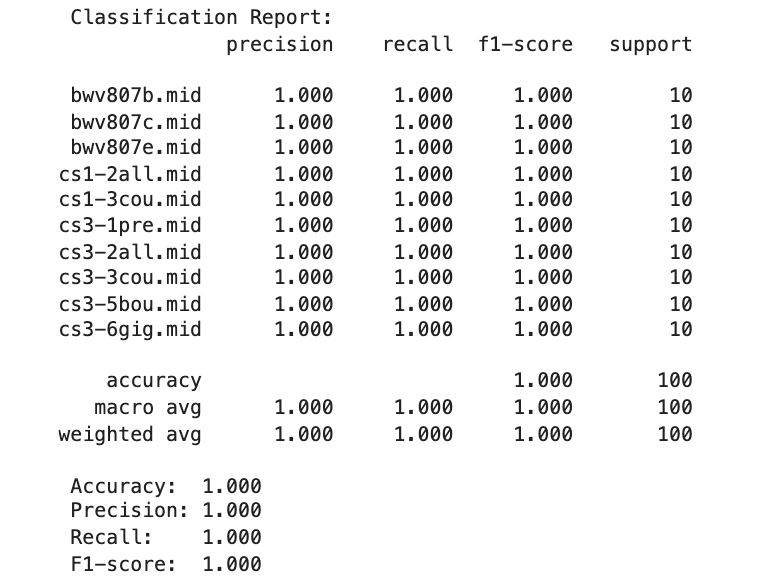 Classification Report:
precision recall f1-score support
bwv807b.mid 1.000 1.000 1.000 10
bwv807c.mid 1.000 1.000 1.000 10
bwv807e.mid 1.000 1.000 1.000 10
cs1-2all.mid 1.000 1.000 1.000 10
cs1-3cou.mid 1.000 1.000 1.000 10
cs3-1pre.mid 1.000 1.000 1.000 10
cs3-2all.mid 1.000 1.000 1.000 10
cs3-3cou.mid 1.000 1.000 1.000 10
cs3-5bou.mid 1.000 1.000 1.000 10
cs3-6gig.mid 1.000 1.000 1.000 10
accuracy 1.000 100
macro avg 1.000 1.000 1.000 100
weighted avg 1.000 1.000 1.000 100
Accuracy: 1.000
Precision: 1.000
Recall: 1.000
F1-score: 1.000